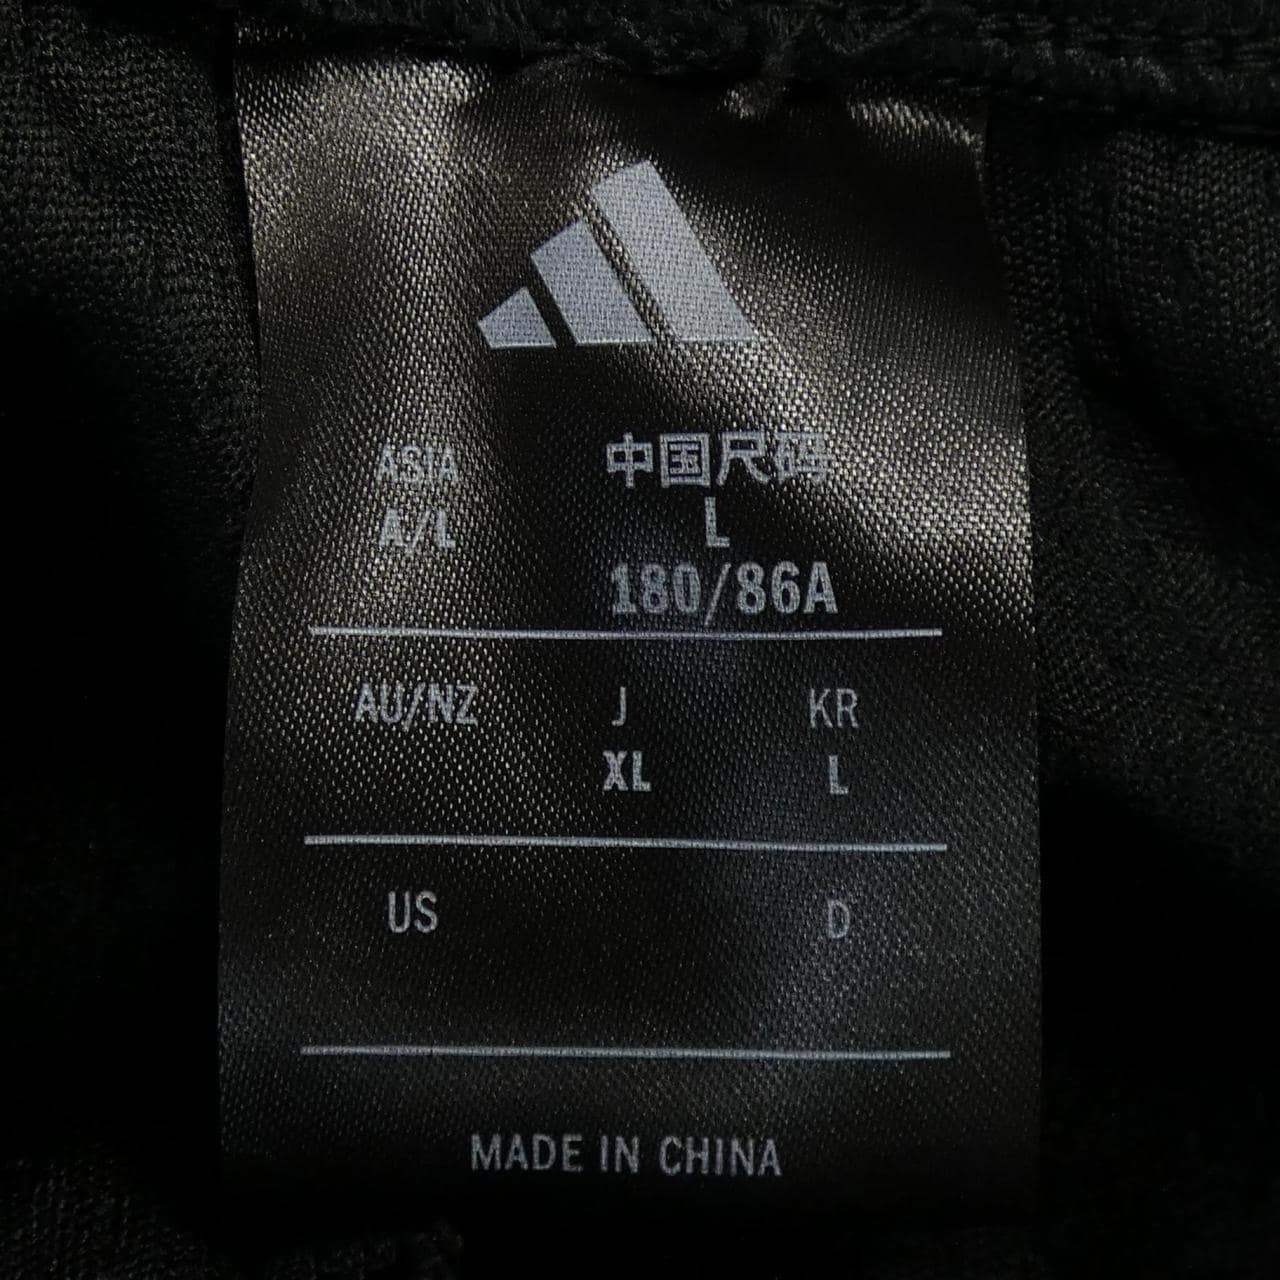 ASIA 中国尺码
A/L L
180/86A
AU/NZ J KR
XL L
US D
MADE IN CHINA